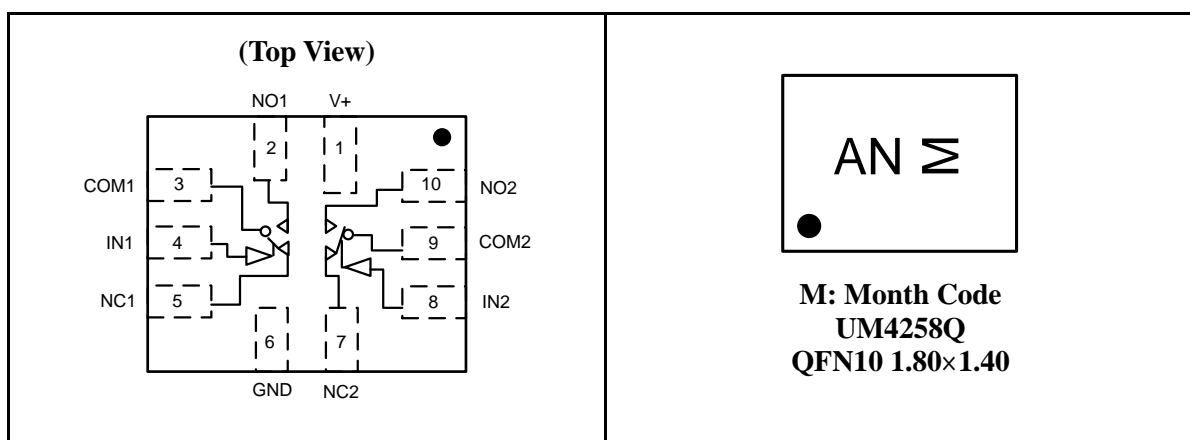 (Top View)
NO1 V+
2 1
COM1 3 10 NO2
IN1 4 9 COM2
NC1 5 8 IN2
6 7
GND NC2
AN M
M: Month Code
UM4258Q
QFN10 1.80×1.40